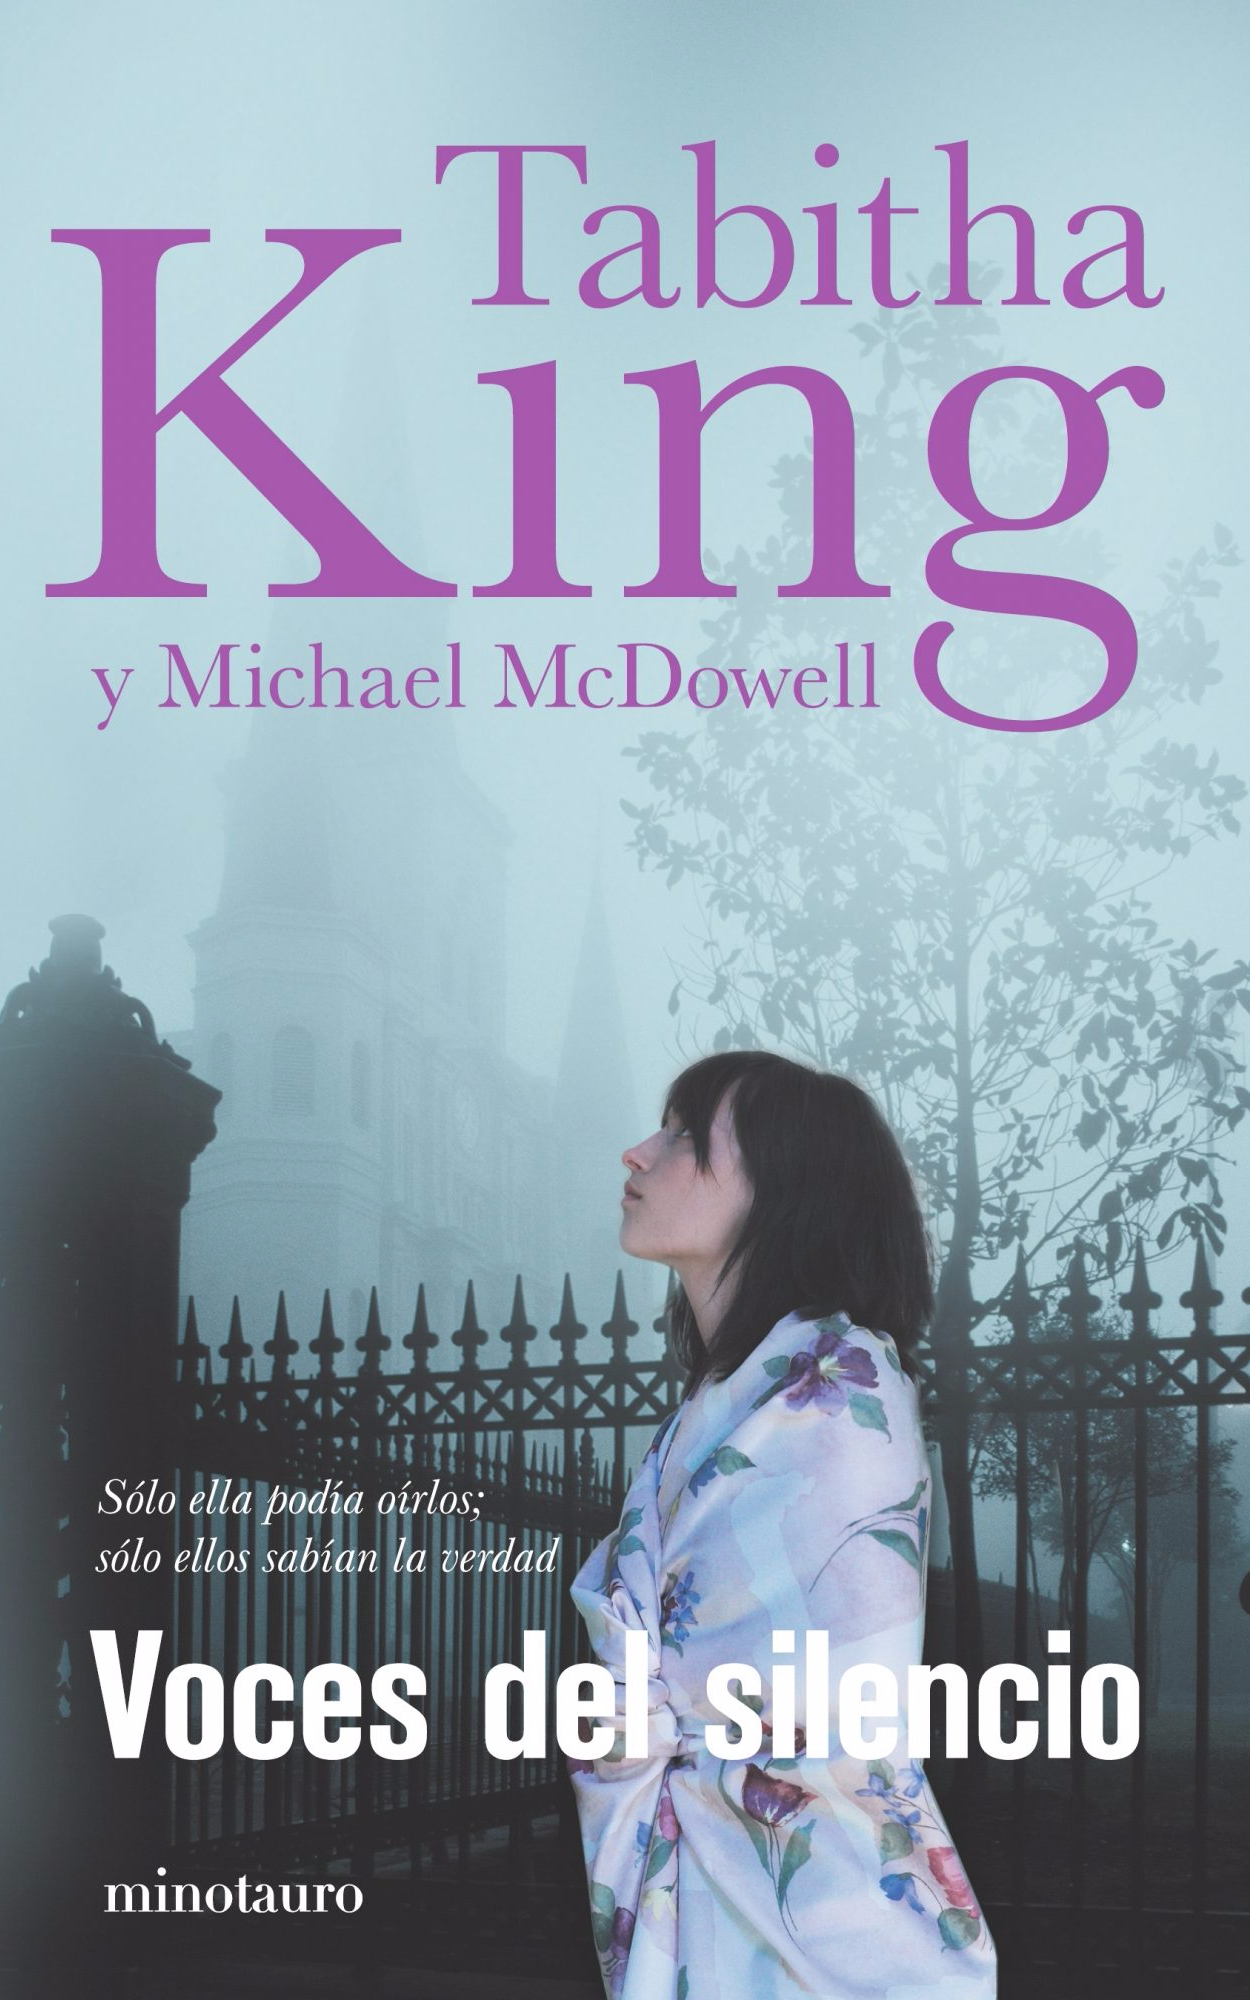 Tabitha
King
y Michael McDowell
Sólo ella podía oírlos;
sólo ellos sabían la verdad
Voces del silencio
minotauro